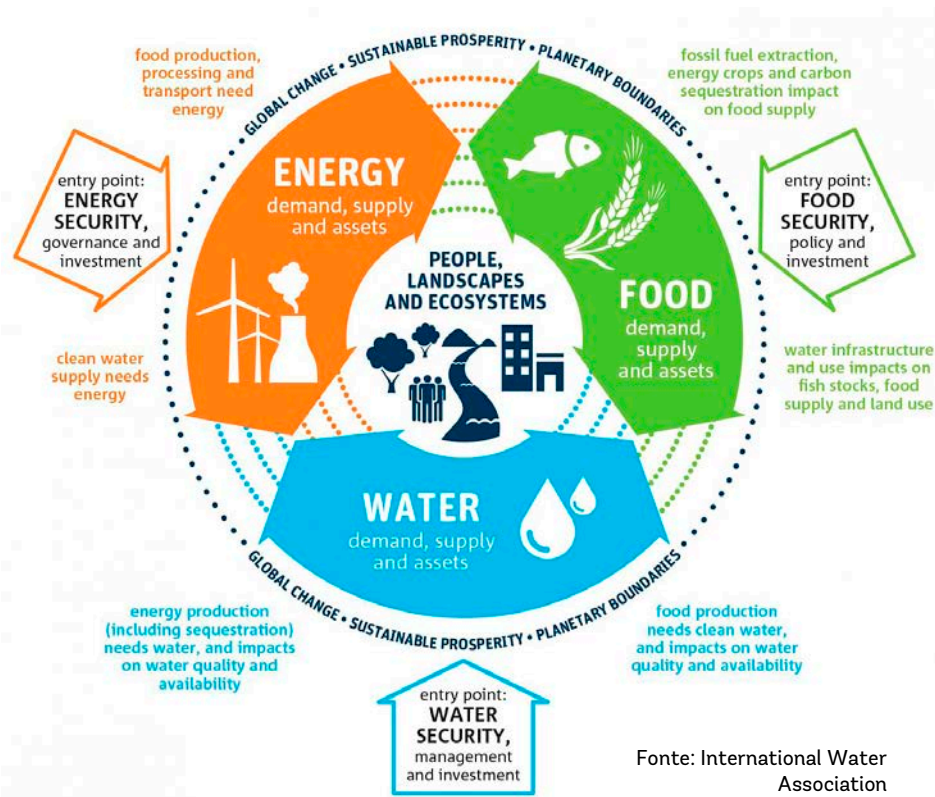 GLOBAL CHANGE • SUSTAINABLE PROSPERITY • PLANETARY BOUNDARIES
food production,
processing and
transport need
energy
fossil fuel extraction,
energy crops and carbon
sequestration impact
on food supply
entry point:
ENERGY
SECURITY,
governance and
investment
ENERGY
demand, supply
and assets
entry point:
FOOD
SECURITY,
policy and
investment
PEOPLE,
LANDSCAPES
AND ECOSYSTEMS
FOOD
demand,
supply
and assets
clean water
supply needs
energy
water infrastructure
and use impacts on
fish stocks, food
supply and land use
WATER
demand, supply
and assets
GLOBAL CHANGE • SUSTAINABLE PROSPERITY • PLANETARY BOUNDARIES
energy production
(including sequestration)
needs water, and impacts
on water quality and
availability
food production
needs clean water,
and impacts on water
quality and availability
entry point:
WATER
SECURITY,
management
and investment
Fonte: International Water
Association